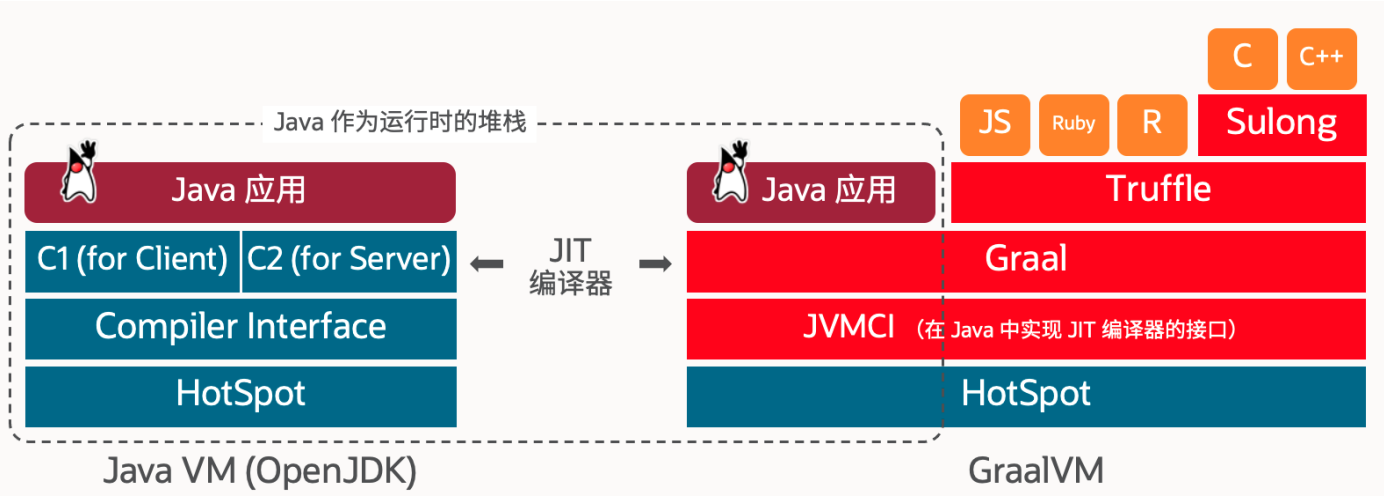 C
C++
Java 作为运行时的堆栈
JS
Ruby
R
Sulong
Java 应用
Java 应用
Truffle
C1 (for Client)
C2 (for Server)
JIT
编译器
Graal
Compiler Interface
JVMCI （在 Java 中实现 JIT 编译器的接口）
HotSpot
HotSpot
Java VM (OpenJDK)
GraalVM